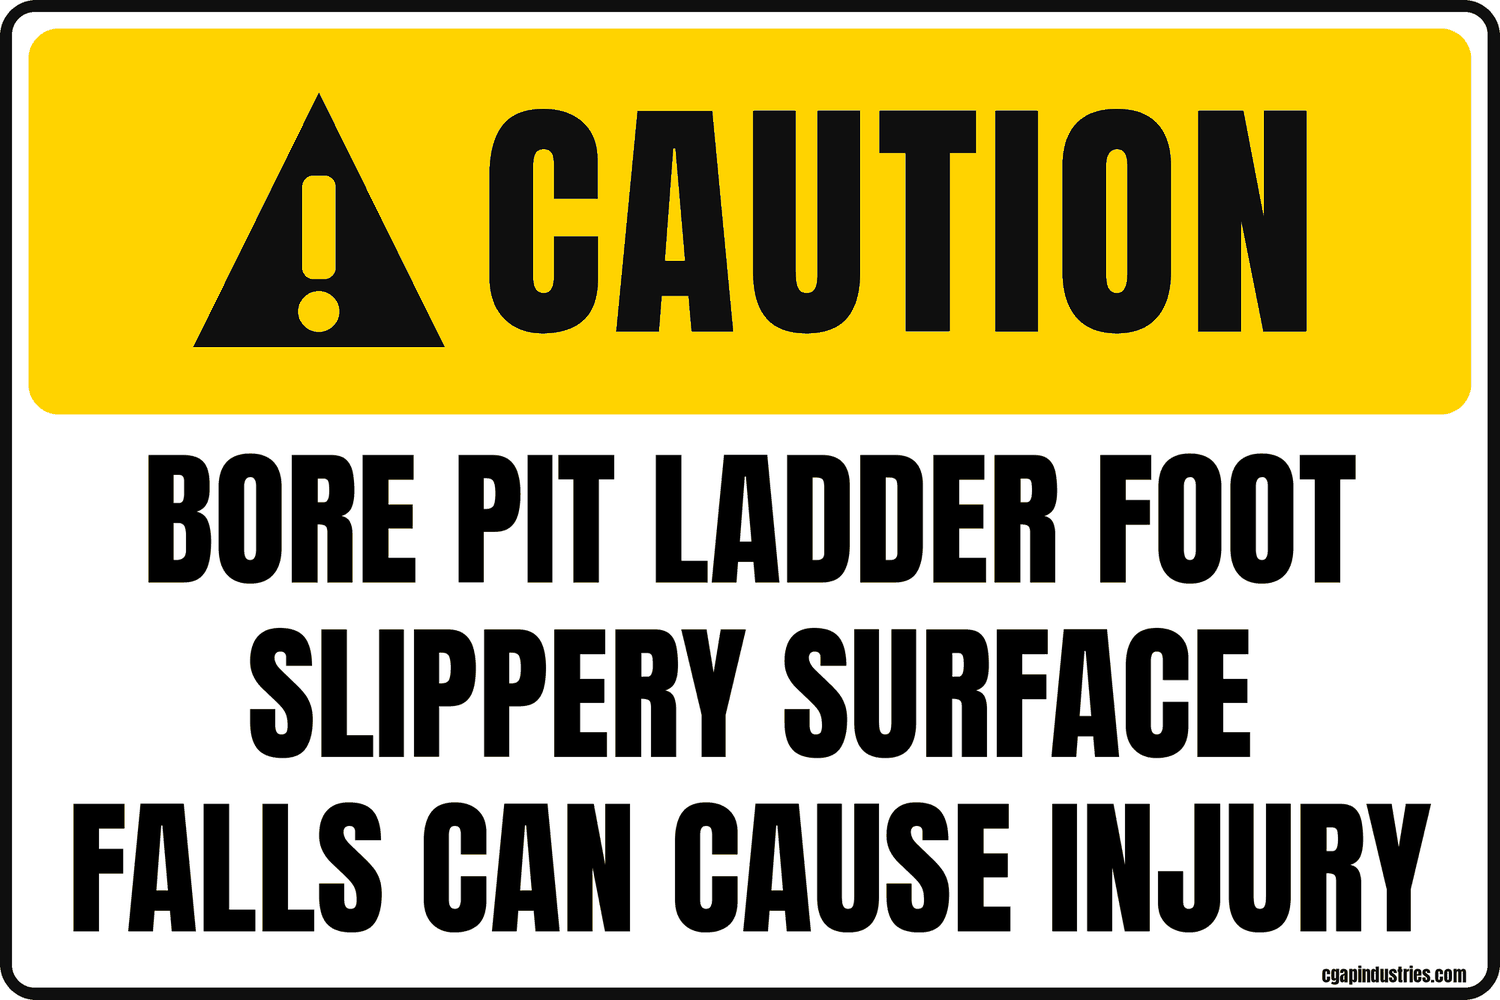 CAUTION
BORE PIT LADDER FOOT
SLIPPERY SURFACE
FALLS CAN CAUSE INJURY
cgapindustries.com